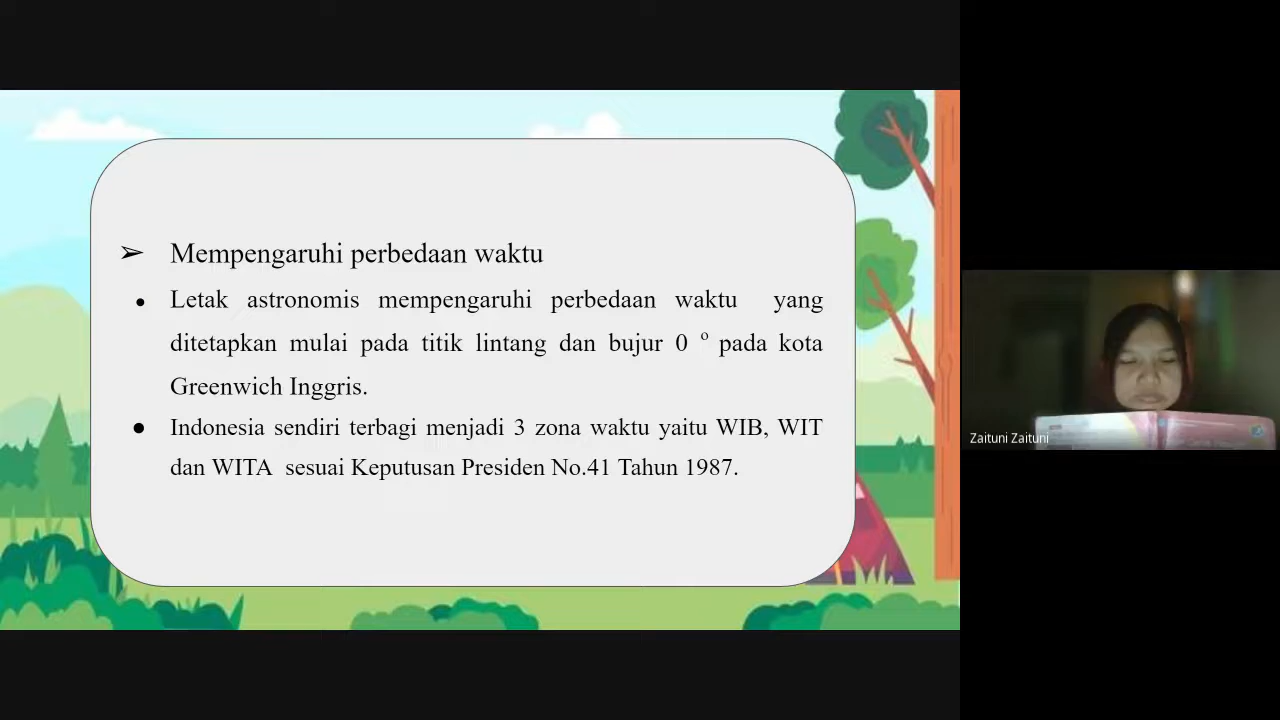 ➢ Mempengaruhi perbedaan waktu
● Letak astronomis mempengaruhi perbedaan waktu yang
ditetapkan mulai pada titik lintang dan bujur 0 º pada kota
Greenwich Inggris.
● Indonesia sendiri terbagi menjadi 3 zona waktu yaitu WIB, WIT
dan WITA sesuai Keputusan Presiden No.41 Tahun 1987.
Zaituni Zaituni